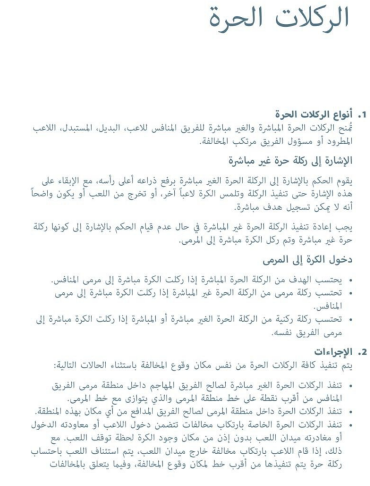 الركلات الحرة
1. أنواع الركلات الحرة
تُمنح الركلات الحرة المباشرة والغير مباشرة للفريق المنافس للاعب، البديل، المستبدل، اللاعب
المطرود أو مسؤول الفريق مرتكب المخالفة.
الإشارة إلى ركلة حرة غير مباشرة
يقوم الحكم بالإشارة إلى الركلة الحرة الغير مباشرة برفع ذراعه أعلى رأسه، مع الإبقاء على
هذه الإشارة حتى تنفيذ الركلة وتلمس الكرة لاعباً آخر، أو تخرج من اللعب أو يكون واضحاً
أنه لا يمكن تسجيل هدف مباشرة.
يجب إعادة تنفيذ الركلة الحرة غير المباشرة في حال عدم قيام الحكم بالإشارة إلى كونها ركلة
حرة غير مباشرة وتم ركل الكرة مباشرة إلى المرمى.
دخول الكرة إلى المرمى
• يحتسب الهدف من الركلة الحرة المباشرة إذا ركلت الكرة مباشرة إلى مرمى المنافس.
• تحتسب ركلة مرمى من الركلة الحرة غير المباشرة إذا ركلت الكرة مباشرة إلى مرمى
المنافس.
• تحتسب ركلة ركنية من الركلة الحرة الغير مباشرة أو المباشرة إذا ركلت الكرة مباشرة إلى
مرمى الفريق نفسه.
2. الإجراءات
يتم تنفيذ كافة الركلات الحرة من نفس مكان وقوع المخالفة باستثناء الحالات التالية:
• تنفذ الركلات الحرة الغير مباشرة لصالح الفريق المهاجم داخل منطقة مرمى الفريق
المنافس من أقرب نقطة على خط منطقة المرمى والذي يتوازى مع خط المرمى.
• تنفذ الركلات الحرة داخل منطقة المرمى لصالح الفريق المدافع من أي مكان بهذه المنطقة.
• تنفذ الركلات الحرة الخاصة بارتكاب مخالفات تتضمن دخول اللاعب أو معاودته الدخول
أو مغادرته ميدان اللعب بدون إذن من مكان وجود الكرة لحظة توقف اللعب. مع
ذلك، إذا قام اللاعب بارتكاب مخالفة خارج ميدان اللعب، يتم استئناف اللعب باحتساب
ركلة حرة يتم تنفيذها من أقرب خط لمكان وقوع المخالفة، وفيما يتعلق بالمخالفات